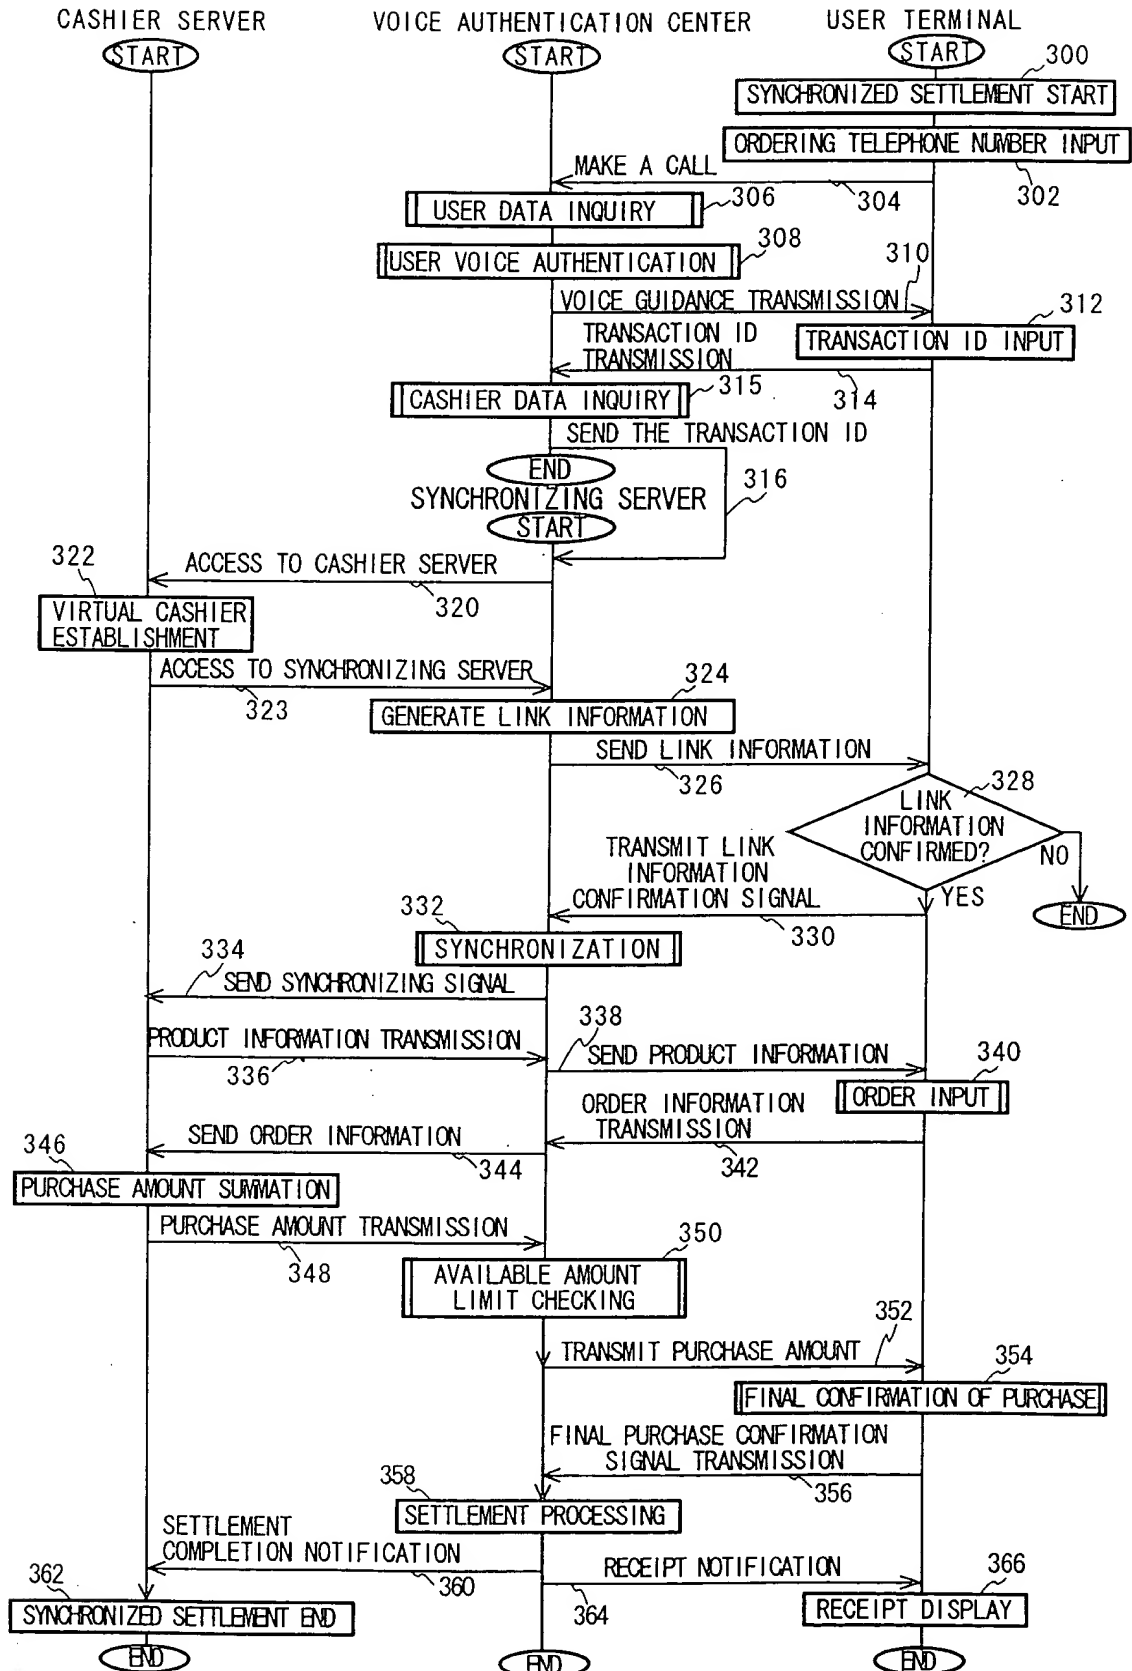 CASHIER SERVER
VOICE AUTHENTICATION CENTER
USER TERMINAL
START
START
START
300
SYNCHRONIZED SETTLEMENT START
ORDERING TELEPHONE NUMBER INPUT
302
MAKE A CALL
304
USER DATA INQUIRY
306
USER VOICE AUTHENTICATION
308
310
VOICE GUIDANCE TRANSMISSION
312
TRANSACTION ID INPUT
TRANSACTION ID
TRANSMISSION
314
CASHIER DATA INQUIRY
315
SEND THE TRANSACTION ID
END
316
SYNCHRONIZING SERVER
START
ACCESS TO CASHIER SERVER
320
322
VIRTUAL CASHIER
ESTABLISHMENT
ACCESS TO SYNCHRONIZING SERVER
323
324
GENERATE LINK INFORMATION
SEND LINK INFORMATION
326
328
LINK
INFORMATION
CONFIRMED?
NO
YES
END
TRANSMIT LINK
INFORMATION
CONFIRMATION SIGNAL
330
332
SYNCHRONIZATION
334
SEND SYNCHRONIZING SIGNAL
PRODUCT INFORMATION TRANSMISSION
336
338
SEND PRODUCT INFORMATION
340
ORDER INPUT
ORDER INFORMATION
TRANSMISSION
342
SEND ORDER INFORMATION
344
346
PURCHASE AMOUNT SUMMATION
PURCHASE AMOUNT TRANSMISSION
348
350
AVAILABLE AMOUNT
LIMIT CHECKING
352
TRANSMIT PURCHASE AMOUNT
354
FINAL CONFIRMATION OF PURCHASE
FINAL PURCHASE CONFIRMATION
SIGNAL TRANSMISSION
356
358
SETTLEMENT PROCESSING
SETTLEMENT
COMPLETION NOTIFICATION
360
RECEIPT NOTIFICATION
364
362
SYNCHRONIZED SETTLEMENT END
366
RECEIPT DISPLAY
END
END
END